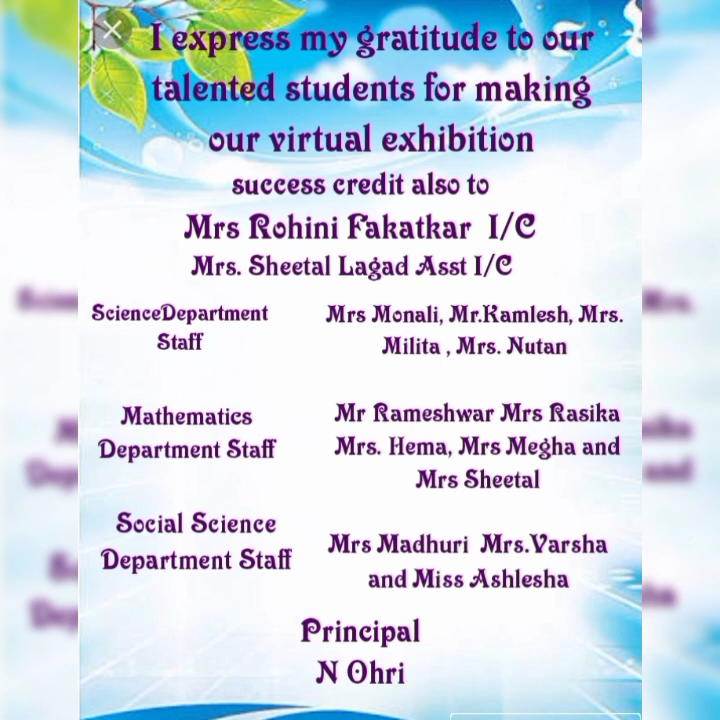 I express my gratitude to our
talented students for making
our virtual exhibition
success credit also to
Mrs Rohini Fakatkar I/C
Mrs. Sheetal Lagad Asst I/C
ScienceDepartment
Staff
Mrs Monali, Mr.Kamlesh, Mrs.
Milita , Mrs. Nutan
Mathematics
Department Staff
Mr Rameshwar Mrs Rasika
Mrs. Hema, Mrs Megha and
Mrs Sheetal
Social Science
Department Staff
Mrs Madhuri Mrs.Varsha
and Miss Ashlesha
Principal
N Ohri